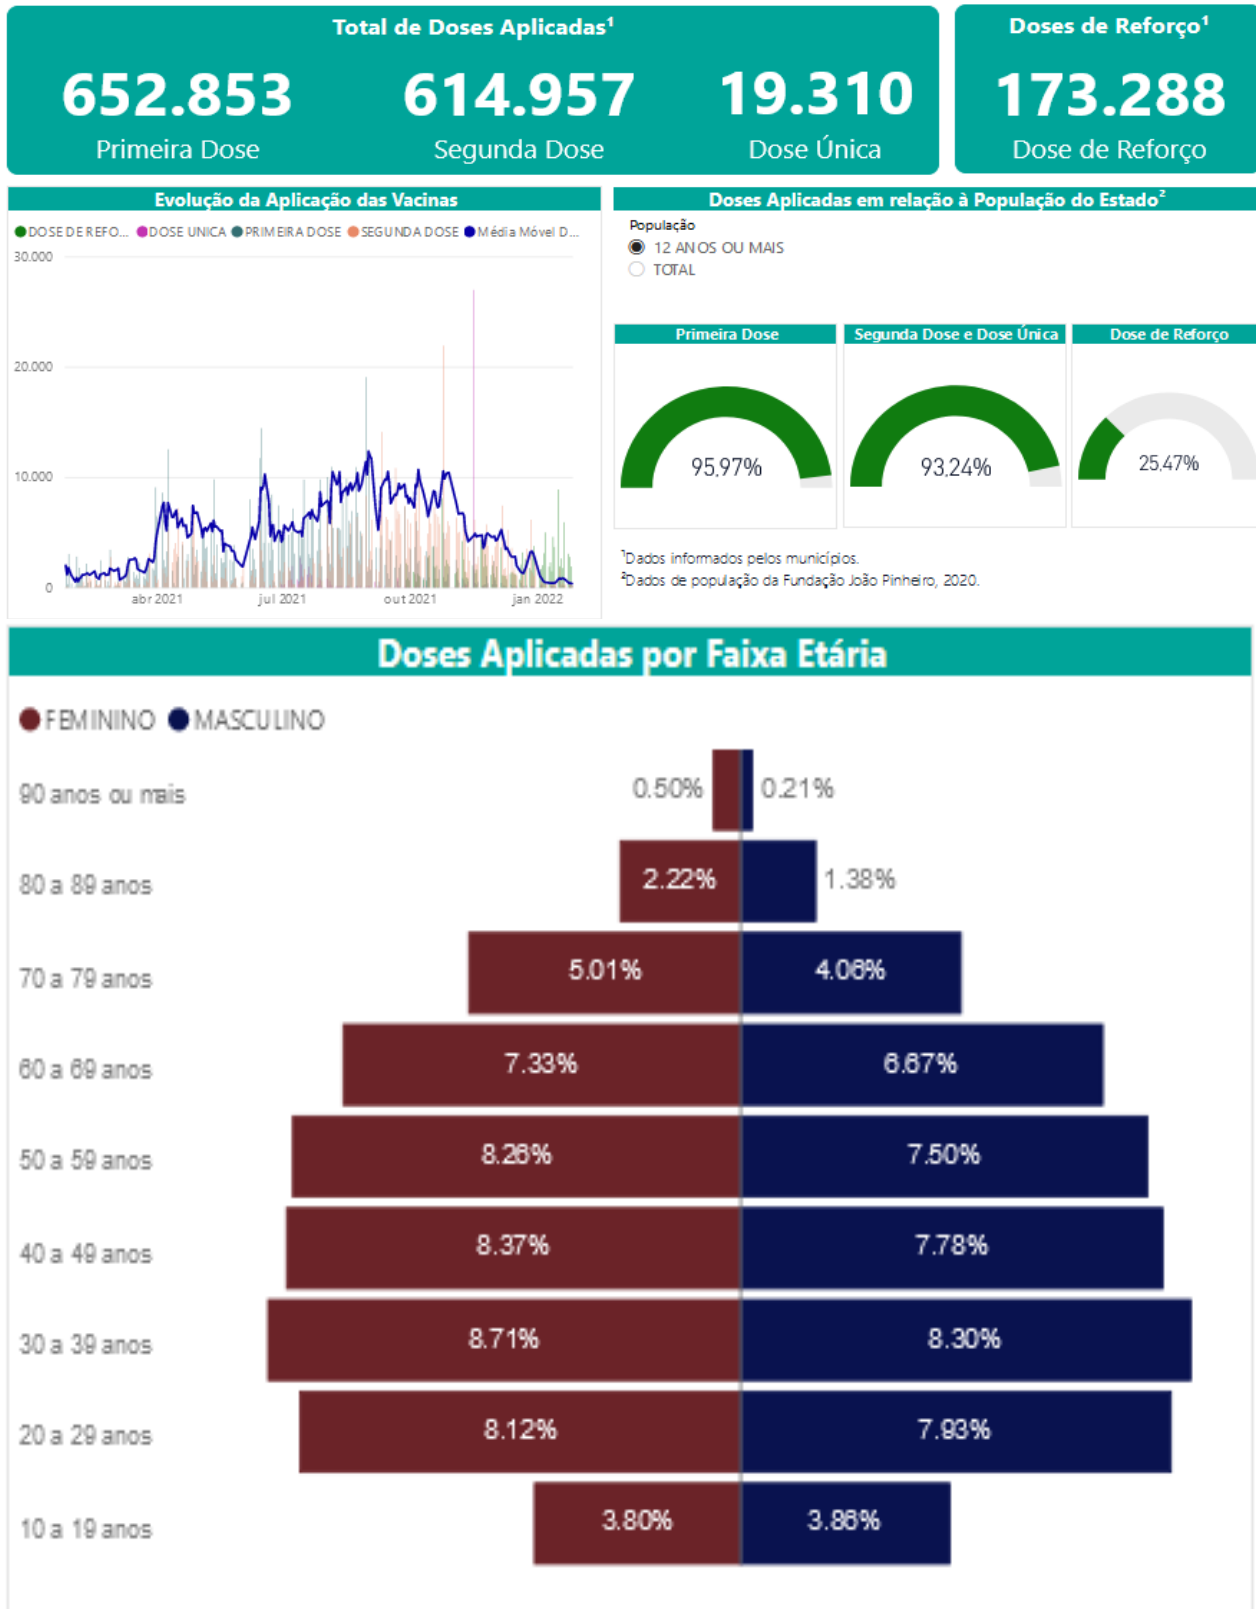 Total de Doses Aplicadas¹
652.853
614.957
19.310
Primeira Dose
Segunda Dose
Dose Única
Doses de Reforço¹
173.288
Dose de Reforço
Evolução da Aplicação das Vacinas
DOSE DE REFO... DOSE UNICA PRIMEIRA DOSE SEGUNDA DOSE Média Móvel D...
30.000
20.000
10.000
0
abr 2021 jul 2021 out 2021 jan 2022
Doses Aplicadas em relação à População do Estado²
População
12 ANOS OU MAIS
TOTAL
Primeira Dose
95,97%
Segunda Dose e Dose Única
93,24%
Dose de Reforço
25,47%
¹Dados informados pelos municípios.
²Dados de população da Fundação João Pinheiro, 2020.
Doses Aplicadas por Faixa Etária
FEMININO MASCULINO
90 anos ou mais 0.50% 0.21%
80 a 89 anos 2.22% 1.38%
70 a 79 anos 5.01% 4.06%
60 a 69 anos 7.33% 6.67%
50 a 59 anos 8.26% 7.50%
40 a 49 anos 8.37% 7.78%
30 a 39 anos 8.71% 8.30%
20 a 29 anos 8.12% 7.93%
10 a 19 anos 3.80% 3.86%